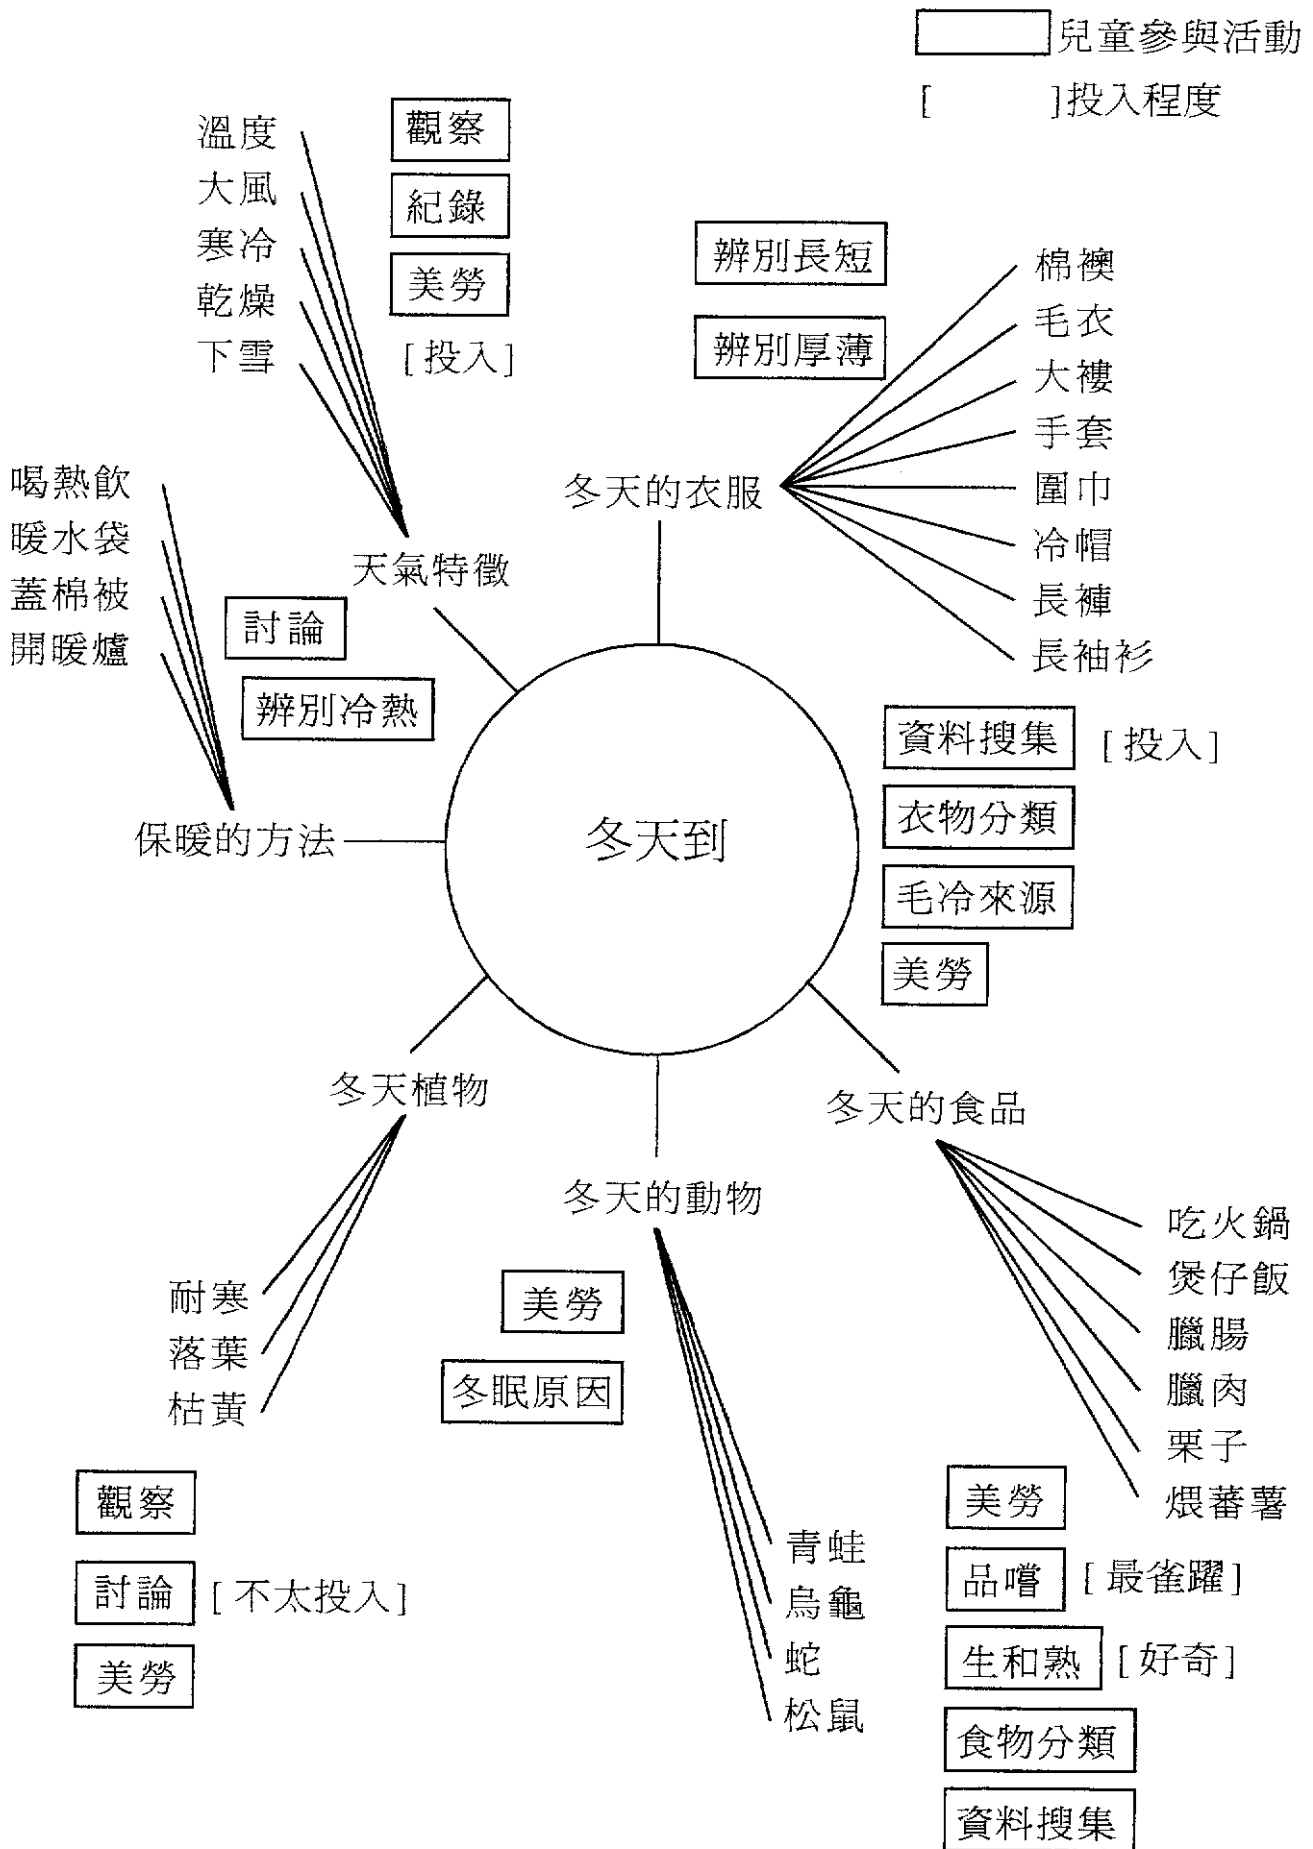 兒童參與活動
[ ]投入程度
溫度
大風
寒冷
乾燥
下雪
觀察
紀錄
美勞
[投入]
天氣特徵
辨別長短
辨別厚薄
冬天的衣服
棉襖
毛衣
大褸
手套
圍巾
冷帽
長褲
長袖衫
喝熱飲
暖水袋
蓋棉被
開暖爐
討論
辨別冷熱
保暖的方法
冬天到
資料搜集 [投入]
衣物分類
毛冷來源
美勞
冬天植物
耐寒
落葉
枯黃
觀察
討論 [不太投入]
美勞
冬天的動物
美勞
冬眠原因
青蛙
烏龜
蛇
松鼠
冬天的食品
吃火鍋
煲仔飯
臘腸
臘肉
栗子
煨蕃薯
美勞
品嚐 [最雀躍]
生和熟 [好奇]
食物分類
資料搜集